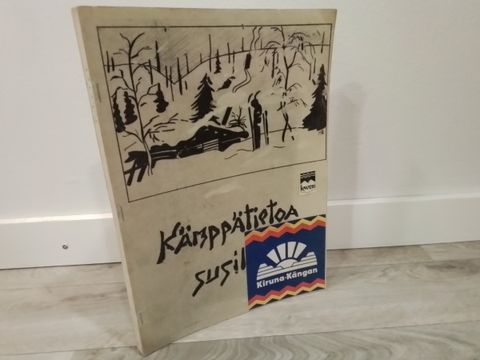 Kämppätietoa
susil
Kiruna-Kängan